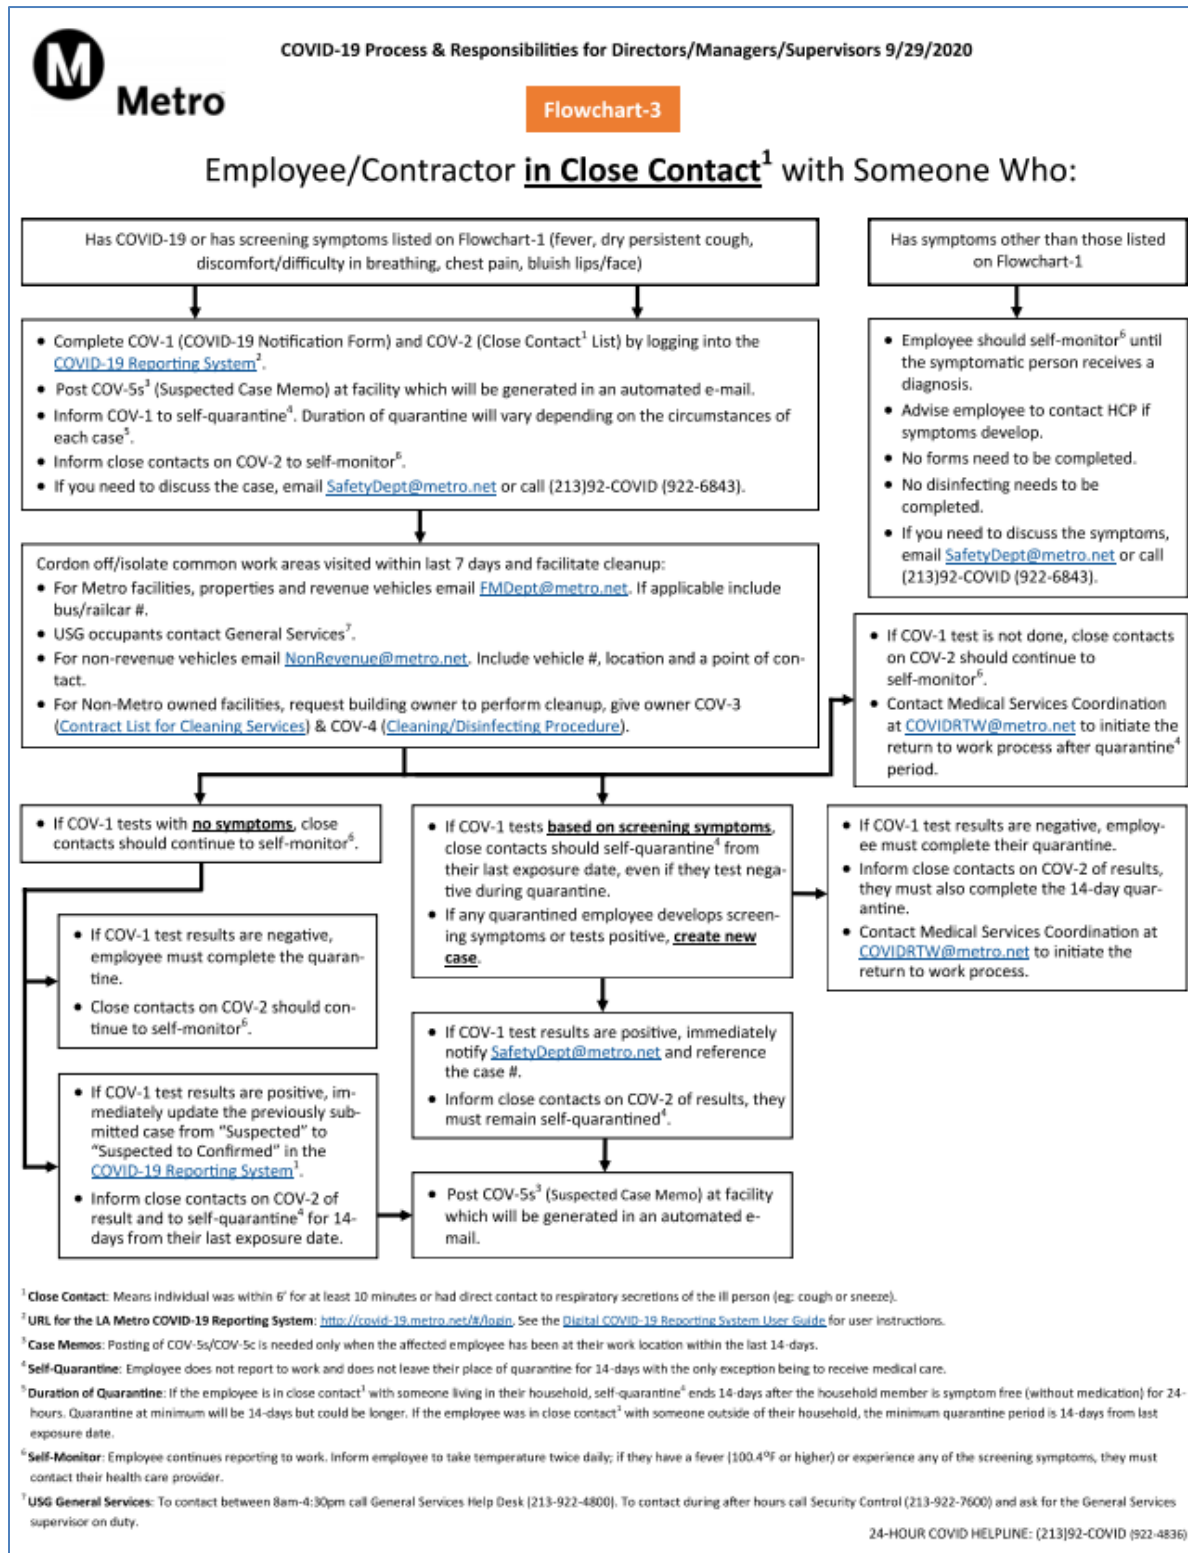 M
Metro
COVID-19 Process & Responsibilities for Directors/Managers/Supervisors 9/29/2020
Flowchart-3
Employee/Contractor in Close Contact¹ with Someone Who:
Has COVID-19 or has screening symptoms listed on Flowchart-1 (fever, dry persistent cough,
discomfort/difficulty in breathing, chest pain, bluish lips/face)
Has symptoms other than those listed
on Flowchart-1
• Complete COV-1 (COVID-19 Notification Form) and COV-2 (Close Contact¹ List) by logging into the
COVID-19 Reporting System².
• Post COV-5s³ (Suspected Case Memo) at facility which will be generated in an automated e-mail.
• Inform COV-1 to self-quarantine⁴. Duration of quarantine will vary depending on the circumstances of
each case⁵.
• Inform close contacts on COV-2 to self-monitor⁶.
• If you need to discuss the case, email SafetyDept@metro.net or call (213)92-COVID (922-6843).
• Employee should self-monitor⁶ until
the symptomatic person receives a
diagnosis.
• Advise employee to contact HCP if
symptoms develop.
• No forms need to be completed.
• No disinfecting needs to be
completed.
• If you need to discuss the symptoms,
email SafetyDept@metro.net or call
(213)92-COVID (922-6843).
Cordon off/isolate common work areas visited within last 7 days and facilitate cleanup:
• For Metro facilities, properties and revenue vehicles email FMDept@metro.net. If applicable include
bus/railcar #.
• USG occupants contact General Services⁷.
• For non-revenue vehicles email NonRevenue@metro.net. Include vehicle #, location and a point of con-
tact.
• For Non-Metro owned facilities, request building owner to perform cleanup, give owner COV-3
(Contract List for Cleaning Services) & COV-4 (Cleaning/Disinfecting Procedure).
• If COV-1 test is not done, close contacts
on COV-2 should continue to
self-monitor⁶.
• Contact Medical Services Coordination
at COVIDRTW@metro.net to initiate the
return to work process after quarantine⁴
period.
• If COV-1 tests with no symptoms, close
contacts should continue to self-monitor⁶.
• If COV-1 tests based on screening symptoms,
close contacts should self-quarantine⁴ from
their last exposure date, even if they test nega-
tive during quarantine.
• If any quarantined employee develops screen-
ing symptoms or tests positive, create new
case.
• If COV-1 test results are negative, employ-
ee must complete their quarantine.
• Inform close contacts on COV-2 of results,
they must also complete the 14-day quar-
antine.
• Contact Medical Services Coordination at
COVIDRTW@metro.net to initiate the
return to work process.
• If COV-1 test results are negative,
employee must complete the quaran-
tine.
• Close contacts on COV-2 should con-
tinue to self-monitor⁶.
• If COV-1 test results are positive, immediately
notify SafetyDept@metro.net and reference
the case #.
• Inform close contacts on COV-2 of results, they
must remain self-quarantined⁴.
• If COV-1 test results are positive, im-
mediately update the previously sub-
mitted case from "Suspected" to
"Suspected to Confirmed" in the
COVID-19 Reporting System¹.
• Inform close contacts on COV-2 of
result and to self-quarantine⁴ for 14-
days from their last exposure date.
• Post COV-5s³ (Suspected Case Memo) at facility
which will be generated in an automated e-
mail.
¹ Close Contact: Means individual was within 6' for at least 10 minutes or had direct contact to respiratory secretions of the ill person (eg: cough or sneeze).
² URL for the LA Metro COVID-19 Reporting System: http://covid-19.metro.net/#/login. See the Digital COVID-19 Reporting System User Guide for user instructions.
³ Case Memos: Posting of COV-5s/COV-5c is needed only when the affected employee has been at their work location within the last 14-days.
⁴ Self-Quarantine: Employee does not report to work and does not leave their place of quarantine for 14-days with the only exception being to receive medical care.
⁵ Duration of Quarantine: If the employee is in close contact¹ with someone living in their household, self-quarantine⁴ ends 14-days after the household member is symptom free (without medication) for 24-
hours. Quarantine at minimum will be 14-days but could be longer. If the employee was in close contact¹ with someone outside of their household, the minimum quarantine period is 14-days from last
exposure date.
⁶ Self-Monitor: Employee continues reporting to work. Inform employee to take temperature twice daily; if they have a fever (100.4°F or higher) or experience any of the screening symptoms, they must
contact their health care provider.
⁷ USG General Services: To contact between 8am-4:30pm call General Services Help Desk (213-922-4800). To contact during after hours call Security Control (213-922-7600) and ask for the General Services
supervisor on duty.
24-HOUR COVID HELPLINE: (213)92-COVID (922-4836)